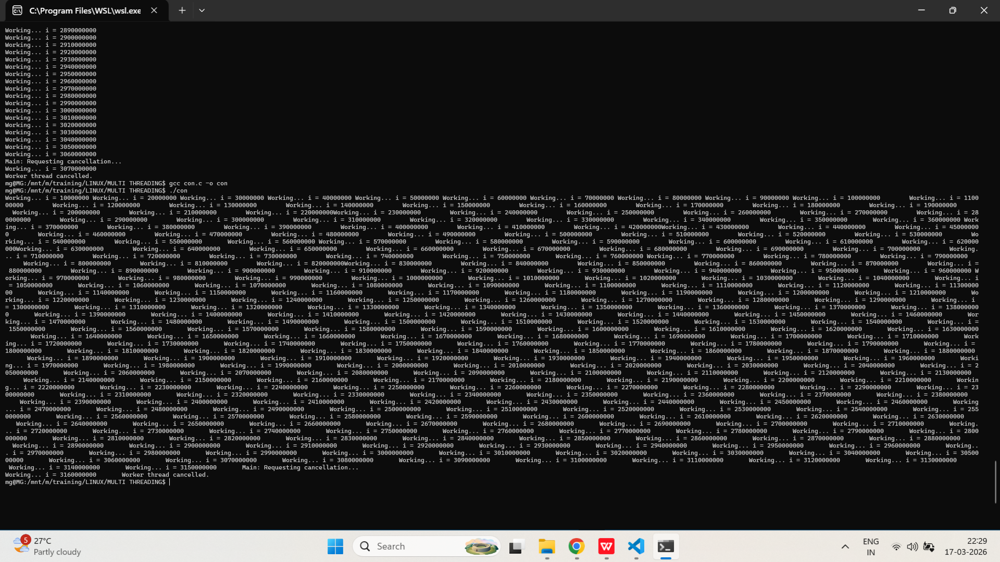 C:\Program Files\WSL\wsl.exe
Working... i = 2890000000
Working... i = 2900000000
Working... i = 2910000000
Working... i = 2920000000
Working... i = 2930000000
Working... i = 2940000000
Working... i = 2950000000
Working... i = 2960000000
Working... i = 2970000000
Working... i = 2980000000
Working... i = 2990000000
Working... i = 3000000000
Working... i = 3010000000
Working... i = 3020000000
Working... i = 3030000000
Working... i = 3040000000
Working... i = 3050000000
Working... i = 3060000000
Main: Requesting cancellation...
Working... i = 3070000000
Worker thread cancelled.
mg@MG:/mnt/m/training/LINUX/MULTI THREADING$ gcc con.c -o con
mg@MG:/mnt/m/training/LINUX/MULTI THREADING$ ./con
Working... i = 10000000 Working... i = 20000000 Working... i = 30000000 Working... i = 40000000 Working... i = 50000000 Working... i = 60000000 Working... i = 70000000 Working... i = 80000000 Working... i = 90000000 Working... i = 100000000 Working... i = 1100
00000 Working... i = 120000000 Working... i = 130000000 Working... i = 140000000 Working... i = 150000000 Working... i = 160000000 Working... i = 170000000 Working... i = 180000000 Working... i = 190000000
Working... i = 200000000 Working... i = 210000000 Working... i = 220000000Working... i = 230000000 Working... i = 240000000 Working... i = 250000000 Working... i = 260000000 Working... i = 270000000 Working... i = 28
0000000 Working... i = 290000000 Working... i = 300000000 Working... i = 310000000 Working... i = 320000000 Working... i = 330000000 Working... i = 340000000 Working... i = 350000000 Working... i = 360000000 Work
ing... i = 370000000 Working... i = 380000000 Working... i = 390000000 Working... i = 400000000 Working... i = 410000000 Working... i = 420000000Working... i = 430000000 Working... i = 440000000 Working... i = 45000000
0 Working... i = 460000000 Working... i = 470000000 Working... i = 480000000 Working... i = 490000000 Working... i = 500000000 Working... i = 510000000 Working... i = 520000000 Working... i = 530000000 Wo
rking... i = 540000000 Working... i = 550000000 Working... i = 560000000 Working... i = 570000000 Working... i = 580000000 Working... i = 590000000 Working... i = 600000000 Working... i = 610000000 Working... i = 620000
000Working... i = 630000000 Working... i = 640000000 Working... i = 650000000 Working... i = 660000000 Working... i = 670000000 Working... i = 680000000 Working... i = 690000000 Working... i = 700000000 Working.
.. i = 710000000 Working... i = 720000000 Working... i = 730000000 Working... i = 740000000 Working... i = 750000000 Working... i = 760000000 Working... i = 770000000 Working... i = 780000000 Working... i = 790000000
Working... i = 800000000 Working... i = 810000000 Working... i = 820000000Working... i = 830000000 Working... i = 840000000 Working... i = 850000000 Working... i = 860000000 Working... i = 870000000 Working... i =
880000000 Working... i = 890000000 Working... i = 900000000 Working... i = 910000000 Working... i = 920000000 Working... i = 930000000 Working... i = 940000000 Working... i = 950000000 Working... i = 960000000 W
orking... i = 970000000 Working... i = 980000000 Working... i = 990000000 Working... i = 1000000000 Working... i = 1010000000 Working... i = 1020000000 Working... i = 1030000000 Working... i = 1040000000 Working... i
= 1050000000 Working... i = 1060000000 Working... i = 1070000000 Working... i = 1080000000 Working... i = 1090000000 Working... i = 1100000000 Working... i = 1110000000 Working... i = 1120000000 Working... i = 11300000
00 Working... i = 1140000000 Working... i = 1150000000 Working... i = 1160000000 Working... i = 1170000000 Working... i = 1180000000 Working... i = 1190000000 Working... i = 1200000000 Working... i = 1210000000 Wo
rking... i = 1220000000 Working... i = 1230000000 Working... i = 1240000000 Working... i = 1250000000 Working... i = 1260000000 Working... i = 1270000000 Working... i = 1280000000 Working... i = 1290000000 Working... i
= 1300000000 Working... i = 1310000000 Working... i = 1320000000 Working... i = 1330000000 Working... i = 1340000000 Working... i = 1350000000 Working... i = 1360000000 Working... i = 1370000000 Working... i = 138000000
0 Working... i = 1390000000 Working... i = 1400000000 Working... i = 1410000000 Working... i = 1420000000 Working... i = 1430000000 Working... i = 1440000000 Working... i = 1450000000 Working... i = 1460000000 Wor
king... i = 1470000000 Working... i = 1480000000 Working... i = 1490000000 Working... i = 1500000000 Working... i = 1510000000 Working... i = 1520000000 Working... i = 1530000000 Working... i = 1540000000 Working... i =
1550000000 Working... i = 1560000000 Working... i = 1570000000 Working... i = 1580000000 Working... i = 1590000000 Working... i = 1600000000 Working... i = 1610000000 Working... i = 1620000000 Working... i = 1630000000
Working... i = 1640000000 Working... i = 1650000000 Working... i = 1660000000 Working... i = 1670000000 Working... i = 1680000000 Working... i = 1690000000 Working... i = 1700000000 Working... i = 1710000000 Work
ing... i = 1720000000 Working... i = 1730000000 Working... i = 1740000000 Working... i = 1750000000 Working... i = 1760000000 Working... i = 1770000000 Working... i = 1780000000 Working... i = 1790000000 Working... i =
1800000000 Working... i = 1810000000 Working... i = 1820000000 Working... i = 1830000000 Working... i = 1840000000 Working... i = 1850000000 Working... i = 1860000000 Working... i = 1870000000 Working... i = 1880000000
Working... i = 1890000000 Working... i = 1900000000 Working... i = 1910000000 Working... i = 1920000000 Working... i = 1930000000 Working... i = 1940000000 Working... i = 1950000000 Working... i = 1960000000 Worki
ng... i = 1970000000 Working... i = 1980000000 Working... i = 1990000000 Working... i = 2000000000 Working... i = 2010000000 Working... i = 2020000000 Working... i = 2030000000 Working... i = 2040000000 Working... i = 2
050000000 Working... i = 2060000000 Working... i = 2070000000 Working... i = 2080000000 Working... i = 2090000000 Working... i = 2100000000 Working... i = 2110000000 Working... i = 2120000000 Working... i = 2130000000
Working... i = 2140000000 Working... i = 2150000000 Working... i = 2160000000 Working... i = 2170000000 Working... i = 2180000000 Working... i = 2190000000 Working... i = 2200000000 Working... i = 2210000000 Workin
g... i = 2220000000 Working... i = 2230000000 Working... i = 2240000000 Working... i = 2250000000 Working... i = 2260000000 Working... i = 2270000000 Working... i = 2280000000 Working... i = 2290000000 Working... i = 23
00000000 Working... i = 2310000000 Working... i = 2320000000 Working... i = 2330000000 Working... i = 2340000000 Working... i = 2350000000 Working... i = 2360000000 Working... i = 2370000000 Working... i = 2380000000
Working... i = 2390000000 Working... i = 2400000000 Working... i = 2410000000 Working... i = 2420000000 Working... i = 2430000000 Working... i = 2440000000 Working... i = 2450000000 Working... i = 2460000000 Working
... i = 2470000000 Working... i = 2480000000 Working... i = 2490000000 Working... i = 2500000000 Working... i = 2510000000 Working... i = 2520000000 Working... i = 2530000000 Working... i = 2540000000 Working... i = 255
0000000 Working... i = 2560000000 Working... i = 2570000000 Working... i = 2580000000 Working... i = 2590000000 Working... i = 2600000000 Working... i = 2610000000 Working... i = 2620000000 Working... i = 2630000000
Working... i = 2640000000 Working... i = 2650000000 Working... i = 2660000000 Working... i = 2670000000 Working... i = 2680000000 Working... i = 2690000000 Working... i = 2700000000 Working... i = 2710000000 Working.
.. i = 2720000000 Working... i = 2730000000 Working... i = 2740000000 Working... i = 2750000000 Working... i = 2760000000 Working... i = 2770000000 Working... i = 2780000000 Working... i = 2790000000 Working... i = 2800
000000 Working... i = 2810000000 Working... i = 2820000000 Working... i = 2830000000 Working... i = 2840000000 Working... i = 2850000000 Working... i = 2860000000 Working... i = 2870000000 Working... i = 2880000000
Working... i = 2890000000 Working... i = 2900000000 Working... i = 2910000000 Working... i = 2920000000 Working... i = 2930000000 Working... i = 2940000000 Working... i = 2950000000 Working... i = 2960000000 Working..
. i = 2970000000 Working... i = 2980000000 Working... i = 2990000000 Working... i = 3000000000 Working... i = 3010000000 Working... i = 3020000000 Working... i = 3030000000 Working... i = 3040000000 Working... i = 30500
00000 Working... i = 3060000000 Working... i = 3070000000 Working... i = 3080000000 Working... i = 3090000000 Working... i = 3100000000 Working... i = 3110000000 Working... i = 3120000000 Working... i = 3130000000
Working... i = 3140000000 Working... i = 3150000000 Main: Requesting cancellation...
Working... i = 3160000000 Worker thread cancelled.
mg@MG:/mnt/m/training/LINUX/MULTI THREADING$
5
27°C
Partly cloudy
Search
ENG
IN
22:29
17-03-2026